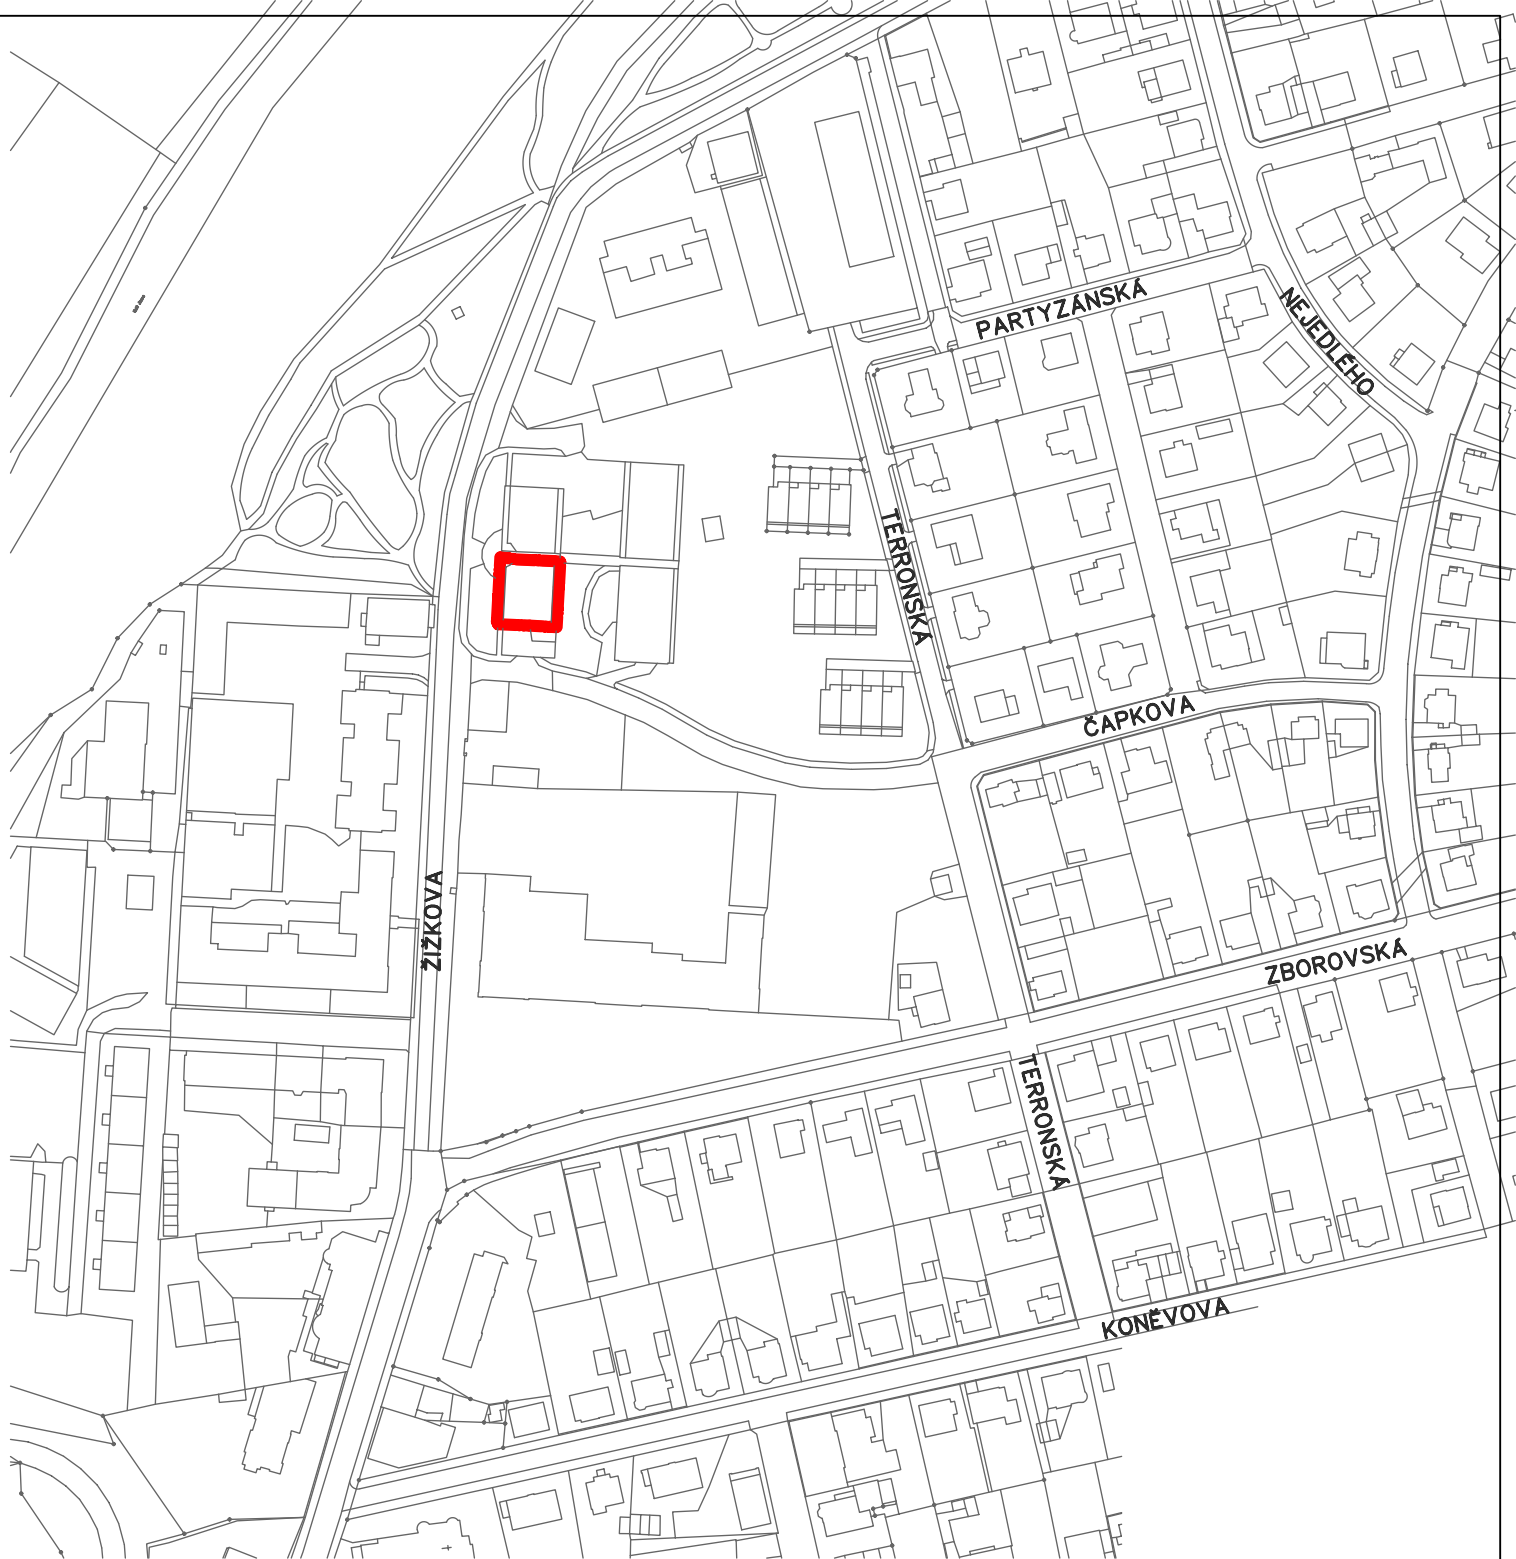 PARTYZÁNSKÁ
NEJEDLÉHO
TERRONSKÁ
ČAPKOVA
ŽIŽKOVA
ZBOROVSKÁ
TERRONSKÁ
KONĚVOVA